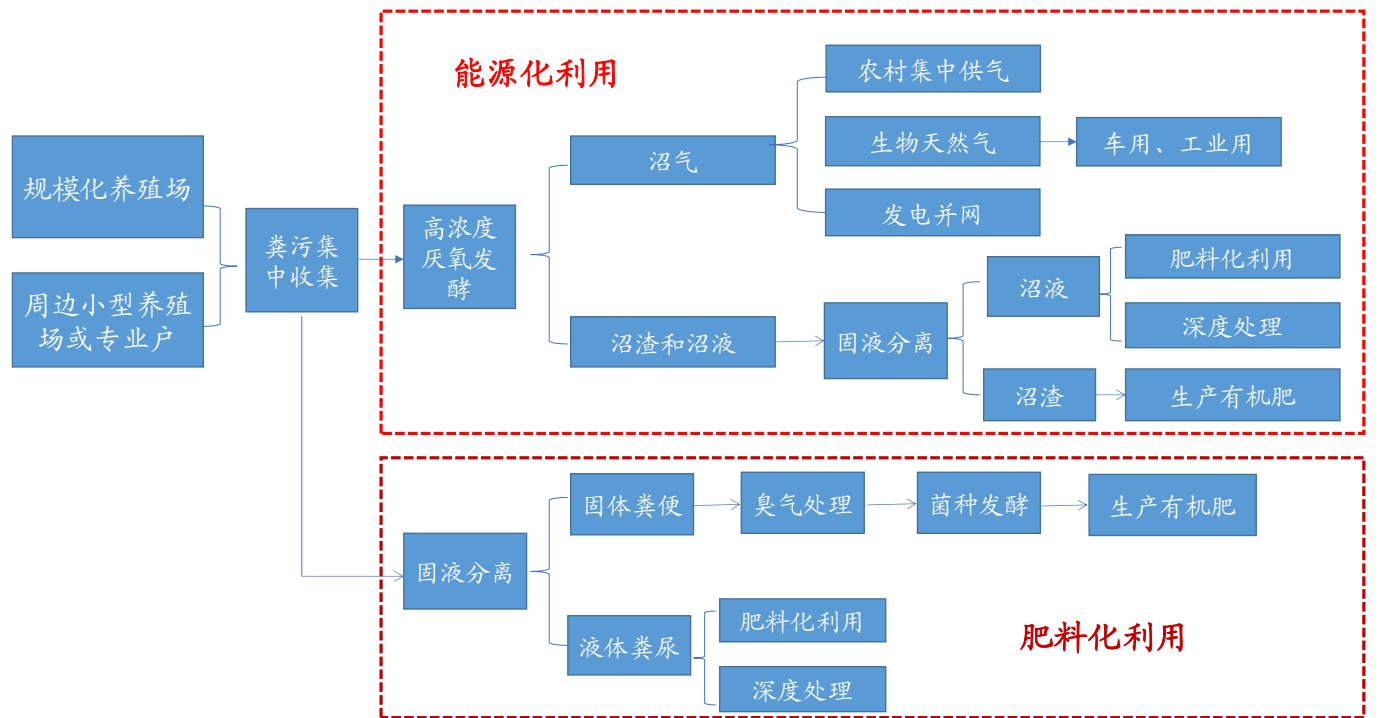 能源化利用
农村集中供气
生物天然气
车用、工业用
发电并网
沼气
规模化养殖场
周边小型养殖
场或专业户
粪污集
中收集
高浓度
厌氧发
酵
沼渣和沼液
固液分离
沼液
肥料化利用
深度处理
沼渣
生产有机肥
固液分离
固体粪便
臭气处理
菌种发酵
生产有机肥
液体粪尿
肥料化利用
深度处理
肥料化利用